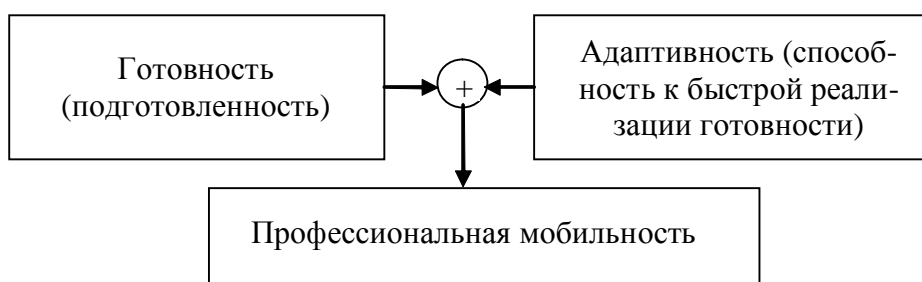 Готовность
(подготовленность)
+
Адаптивность (способ-
ность к быстрой реали-
зации готовности)
Профессиональная мобильность